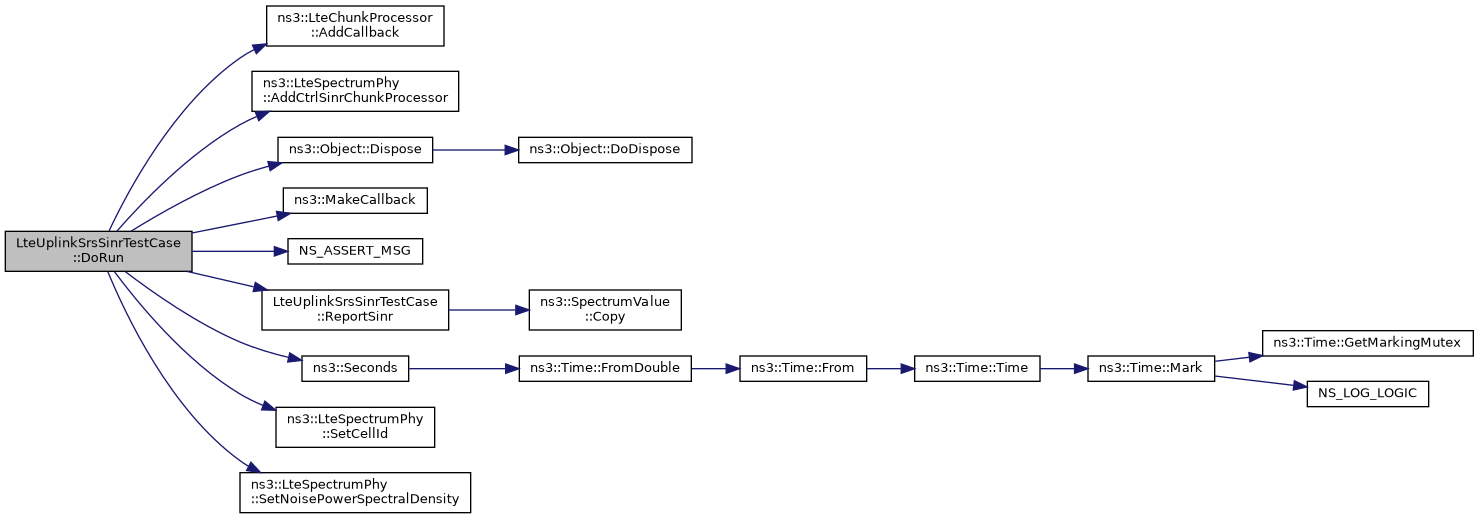 ns3::LteChunkProcessor
::AddCallback
ns3::LteSpectrumPhy
::AddCtrlSinrChunkProcessor
ns3::Object::Dispose
ns3::Object::DoDispose
ns3::MakeCallback
LteUplinkSrsSinrTestCase
::DoRun
NS_ASSERT_MSG
LteUplinkSrsSinrTestCase
::ReportSinr
ns3::SpectrumValue
::Copy
ns3::Seconds
ns3::Time::FromDouble
ns3::Time::From
ns3::Time::Time
ns3::Time::Mark
ns3::Time::GetMarkingMutex
NS_LOG_LOGIC
ns3::LteSpectrumPhy
::SetCellId
ns3::LteSpectrumPhy
::SetNoisePowerSpectralDensity